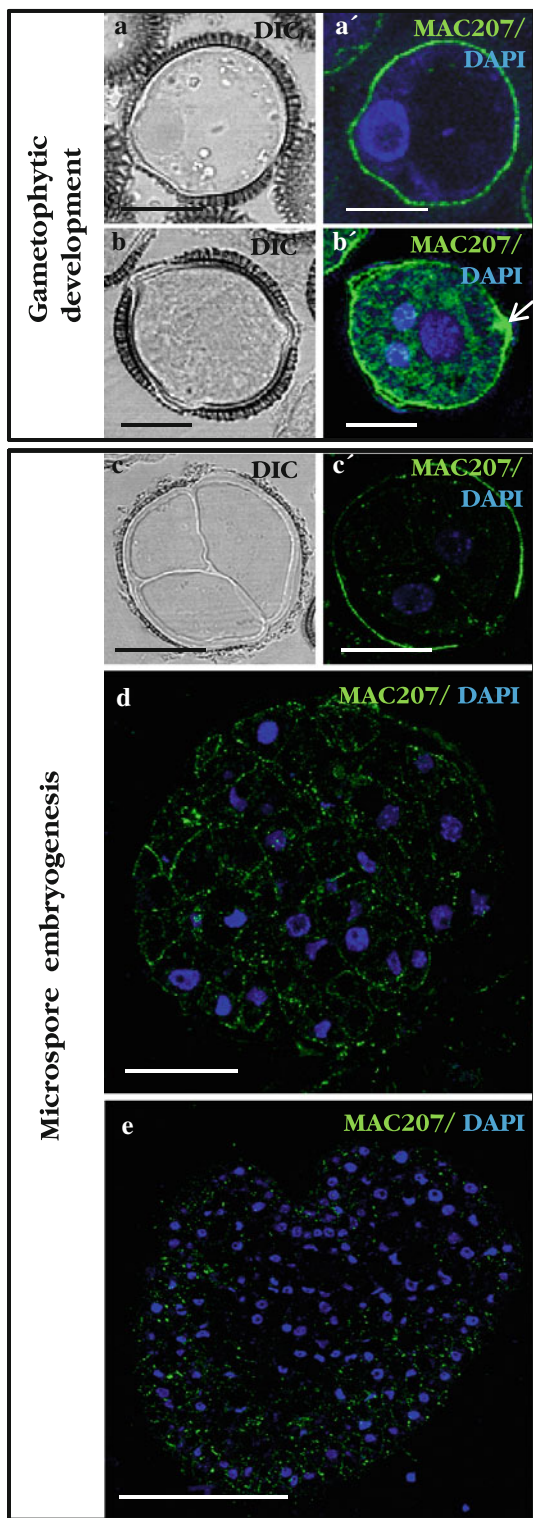 Gametophytic
development
a
DIC
a´
MAC207/
DAPI
b
DIC
b´
MAC207/
DAPI
Microspore embryogenesis
c
DIC
c´
MAC207/
DAPI
d
MAC207/ DAPI
e
MAC207/ DAPI